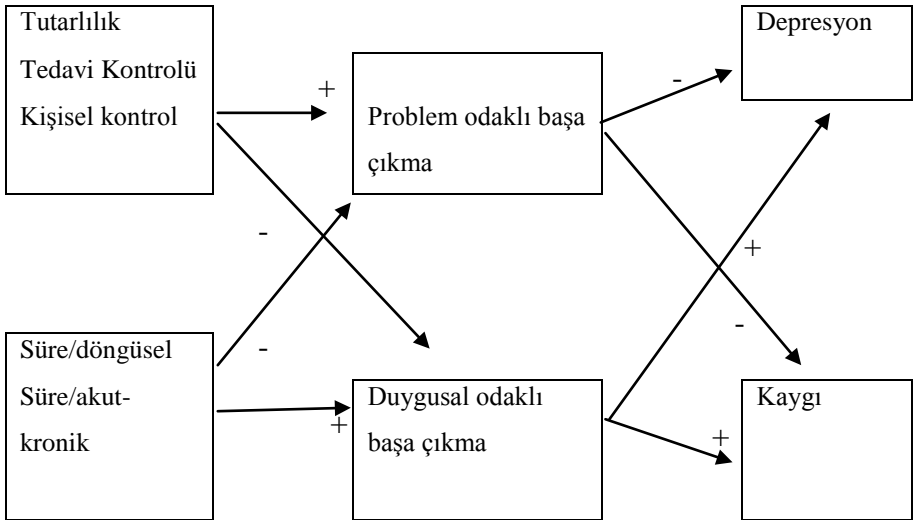 Tutarlılık
Tedavi Kontrolü
Kişisel kontrol
+
Problem odaklı başa
çıkma
-
Depresyon
-
+
-
Süre/döngüsel
Süre/akut-
kronik
-
+
Duygusal odaklı
başa çıkma
+
Kaygı